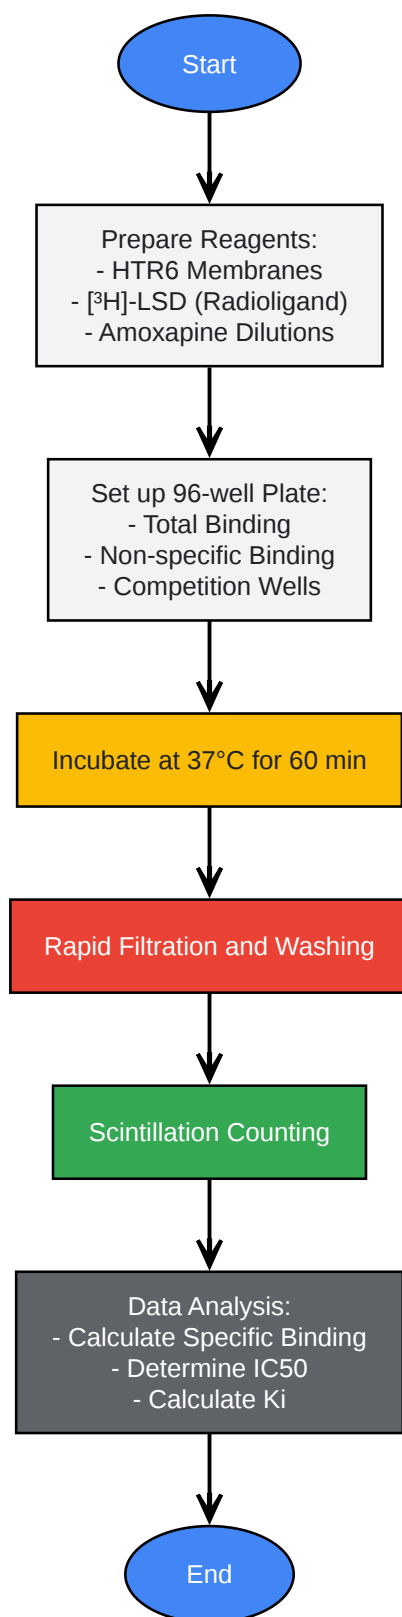 Start
Prepare Reagents:
- HTR6 Membranes
- [³H]-LSD (Radioligand)
- Amoxapine Dilutions
Set up 96-well Plate:
- Total Binding
- Non-specific Binding
- Competition Wells
Incubate at 37°C for 60 min
Rapid Filtration and Washing
Scintillation Counting
Data Analysis:
- Calculate Specific Binding
- Determine IC50
- Calculate Ki
End